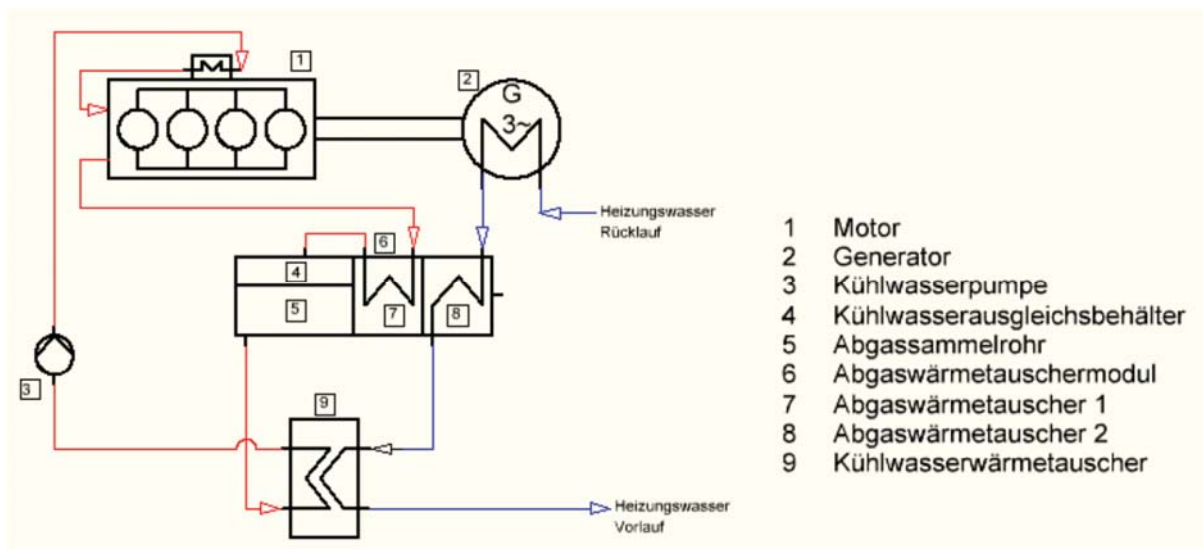 1
2
G
3~
Heizungswasser
Rücklauf
6
4
5
7
8
3
9
Heizungswasser
Vorlauf
1 Motor
2 Generator
3 Kühlwasserpumpe
4 Kühlwasserausgleichsbehälter
5 Abgassammelrohr
6 Abgaswärmetauschermodul
7 Abgaswärmetauscher 1
8 Abgaswärmetauscher 2
9 Kühlwasserwärmetauscher